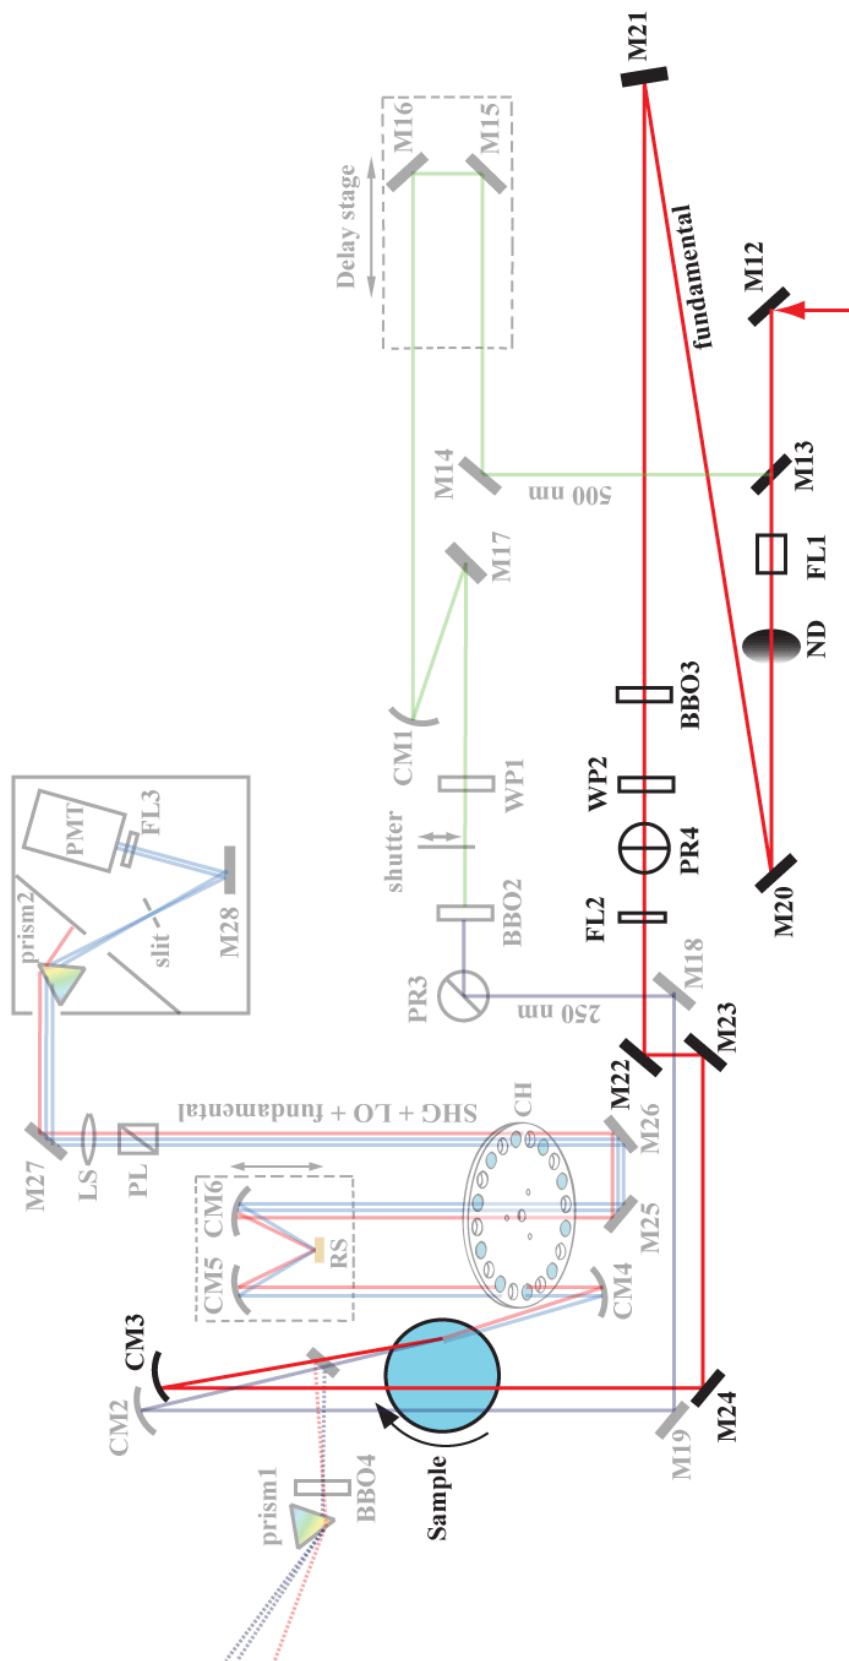 M27
prism2
PMT
LS
CM2
CM3
PL
FL3
slit
CM5
CM6
M28
SHG + LO + fundamental
prism1
RS
Delay stage
BBO4
shutter
CM1
M16
PR3
Sample
M14
M15
BBO2
WP1
M17
CH
500 nm
250 nm
CM4
FL2
WP2
M21
M22
M25
M26
M19
M18
PR4
BBO3
fundamental
M24
M23
M12
M20
ND
FL1
M13